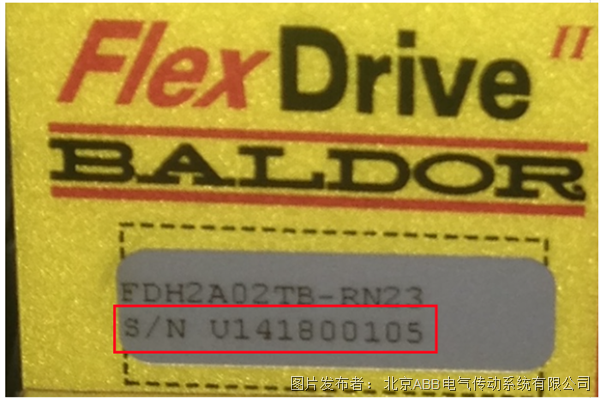 Flex Drive II
BALDOR
FDH2A02TB-RN23
S/N U141800105
图片发布者：北京ABB电气传动系统有限公司